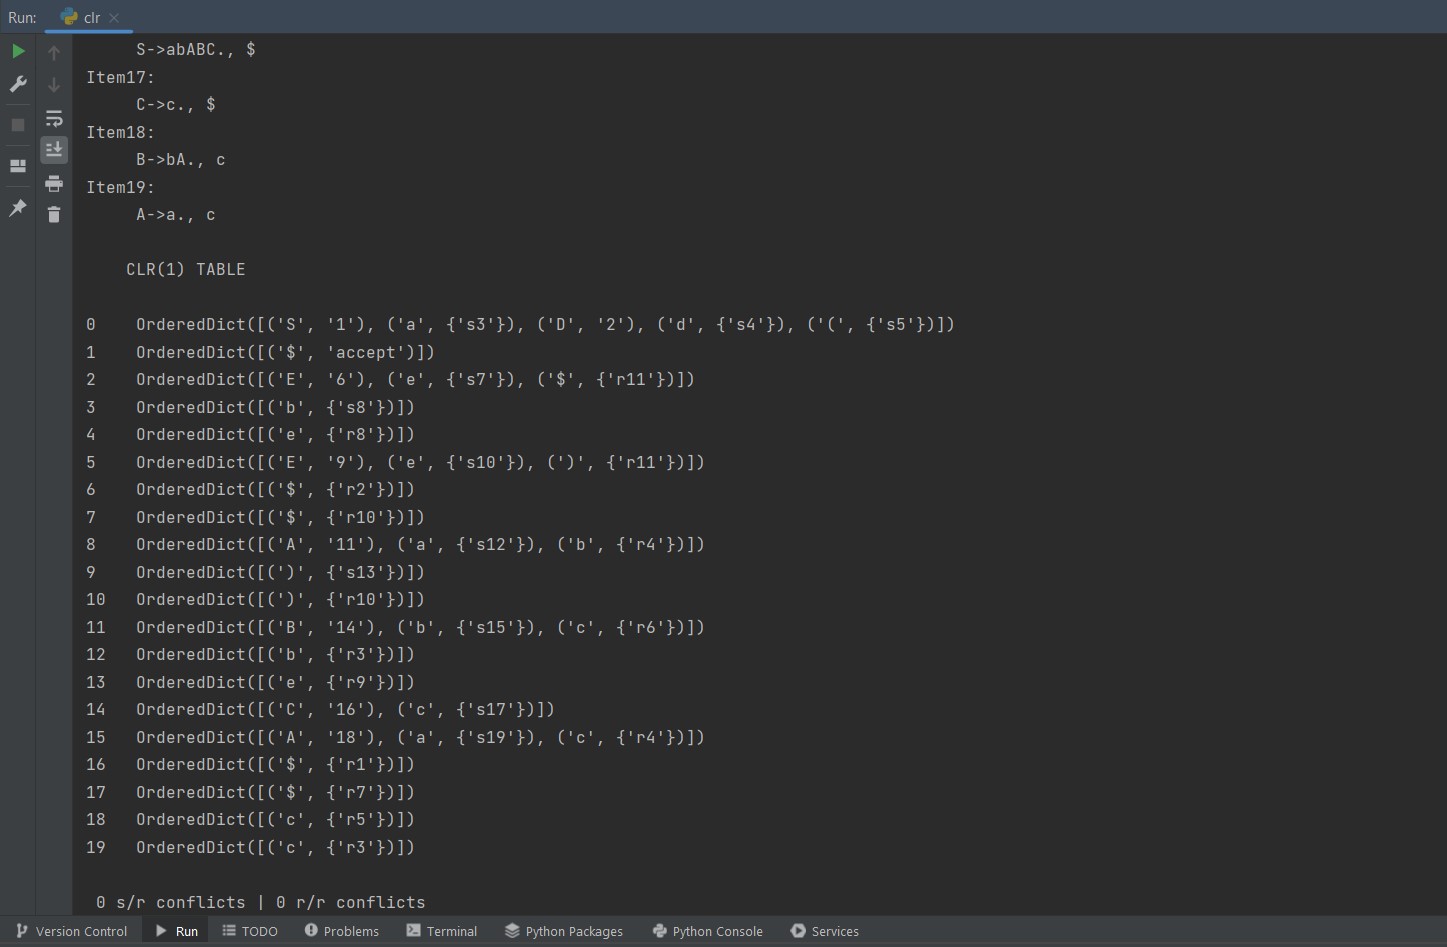 Run: clr
S->abABC., $
Item17:
C->c., $
Item18:
B->bA., c
Item19:
A->a., c
CLR(1) TABLE
0 OrderedDict([('S', '1'), ('a', {'s3'}), ('D', '2'), ('d', {'s4'}), ('(', {'s5'})])
1 OrderedDict([('$', 'accept')])
2 OrderedDict([('E', '6'), ('e', {'s7'}), ('$', {'r11'})])
3 OrderedDict([('b', {'s8'})])
4 OrderedDict([('e', {'r8'})])
5 OrderedDict([('E', '9'), ('e', {'s10'}), (')', {'r11'})])
6 OrderedDict([('$', {'r2'})])
7 OrderedDict([('$', {'r10'})])
8 OrderedDict([('A', '11'), ('a', {'s12'}), ('b', {'r4'})])
9 OrderedDict([(')', {'s13'})])
10 OrderedDict([(')', {'r10'})])
11 OrderedDict([('B', '14'), ('b', {'s15'}), ('c', {'r6'})])
12 OrderedDict([('b', {'r3'})])
13 OrderedDict([('e', {'r9'})])
14 OrderedDict([('C', '16'), ('c', {'s17'})])
15 OrderedDict([('A', '18'), ('a', {'s19'}), ('c', {'r4'})])
16 OrderedDict([('$', {'r1'})])
17 OrderedDict([('$', {'r7'})])
18 OrderedDict([('c', {'r5'})])
19 OrderedDict([('c', {'r3'})])
0 s/r conflicts | 0 r/r conflicts
Version Control Run TODO Problems Terminal Python Packages Python Console Services